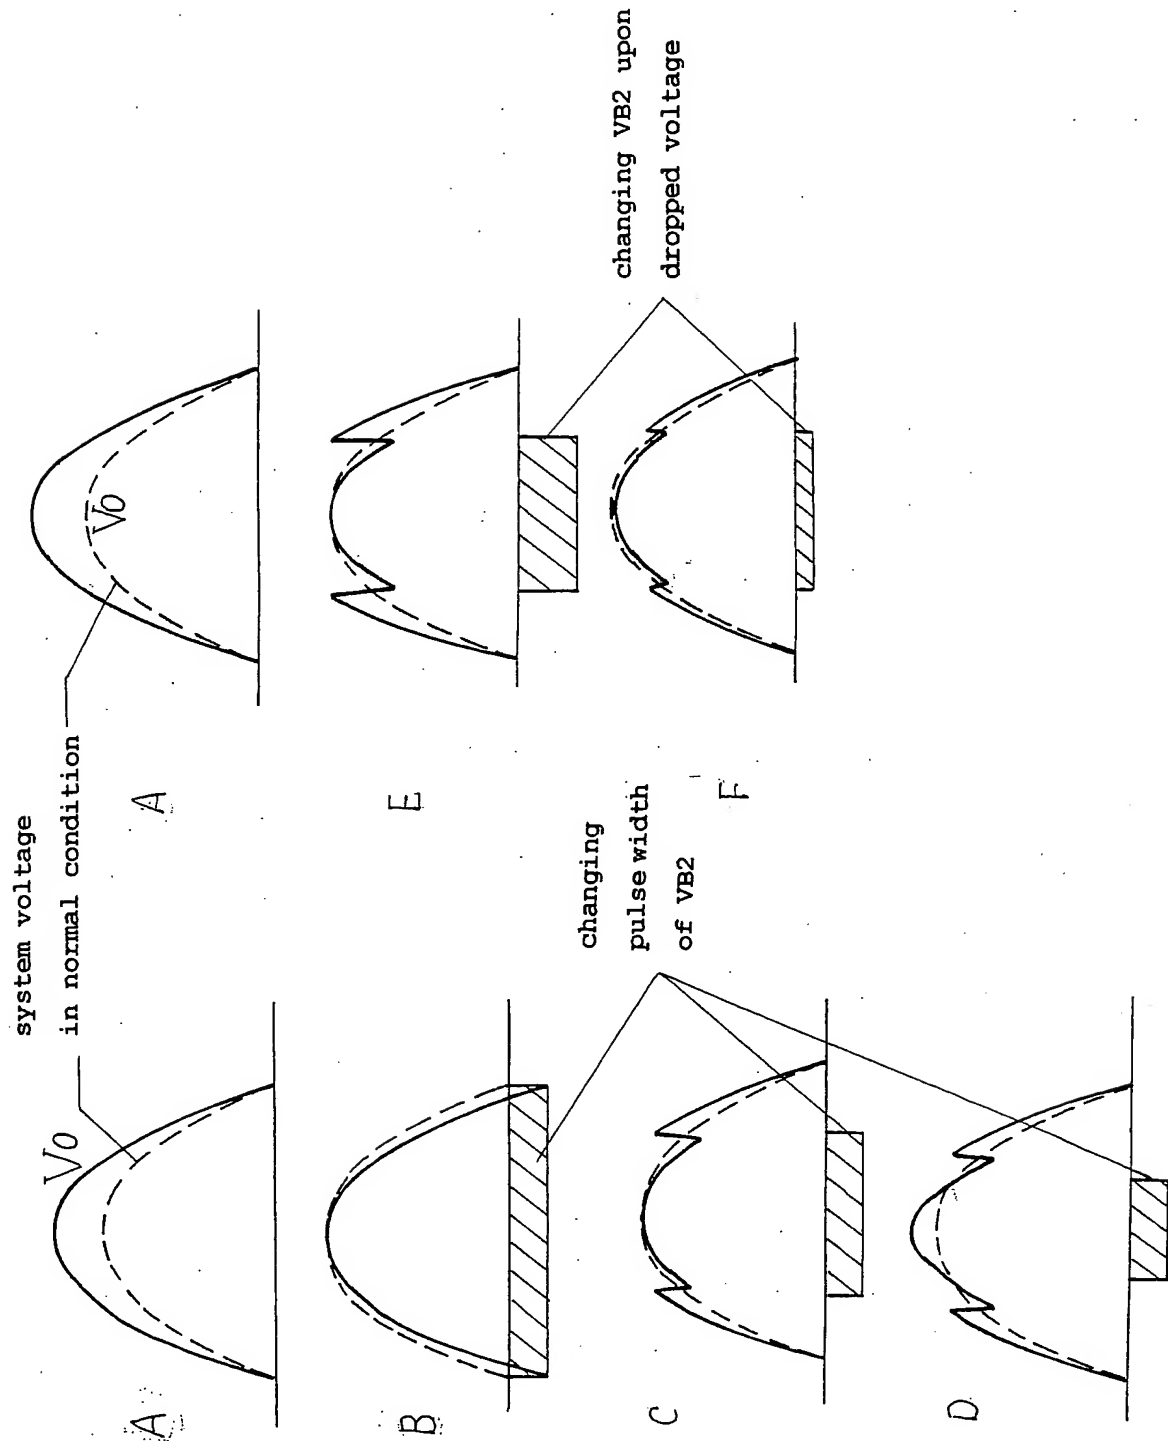 system voltage
in normal condition
V0
V0
A
A
B
E
changing
pulse width
of VB2
changing VB2 upon
dropped voltage
C
F
D